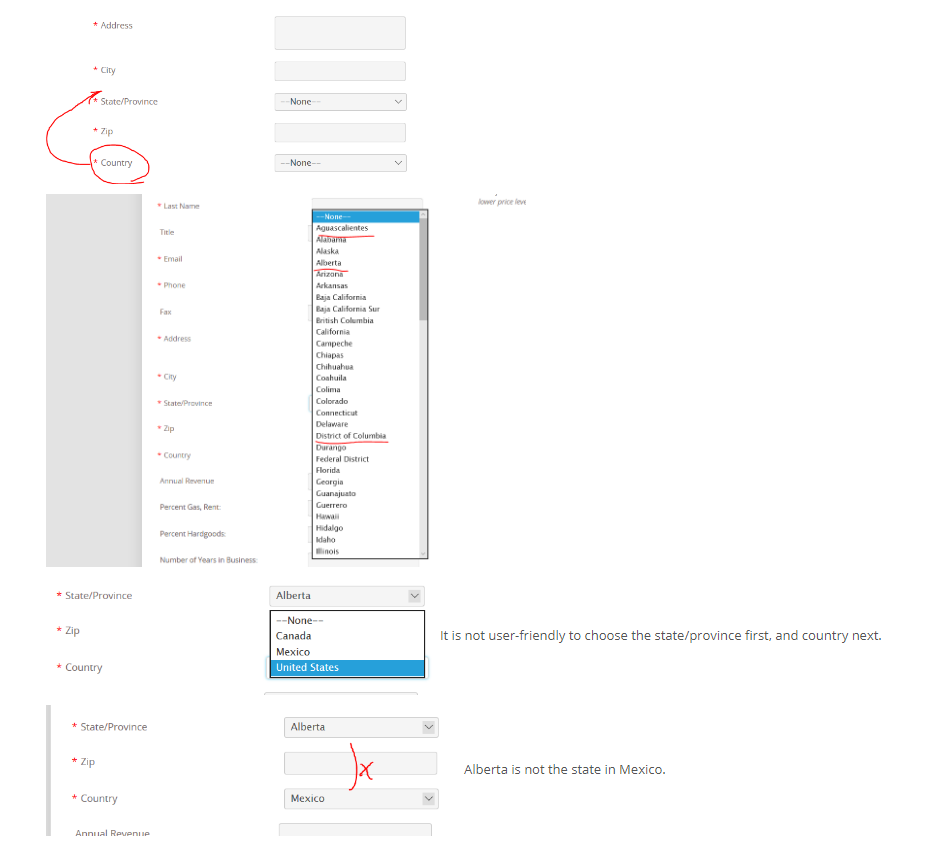 * Address
* City
* State/Province
--None--
* Zip
* Country
--None--
* Last Name
lower price leve
Title
* Email
* Phone
Fax
* Address
* City
* State/Province
* Zip
* Country
Annual Revenue
Percent Gas, Rent:
Percent Hardgoods:
Number of Years in Business:
--None--
Aguascalientes
Alabama
Alaska
Alberta
Arizona
Arkansas
Baja California
Baja California Sur
British Columbia
California
Campeche
Chiapas
Chihuahua
Coahuila
Colima
Colorado
Connecticut
Delaware
District of Columbia
Durango
Federal District
Florida
Georgia
Guanajuato
Guerrero
Hawaii
Hidalgo
Idaho
Illinois
* State/Province
Alberta
* Zip
* Country
--None--
Canada
Mexico
United States
It is not user-friendly to choose the state/province first, and country next.
* State/Province
Alberta
* Zip
x
* Country
Mexico
Alberta is not the state in Mexico.
Annual Revenue